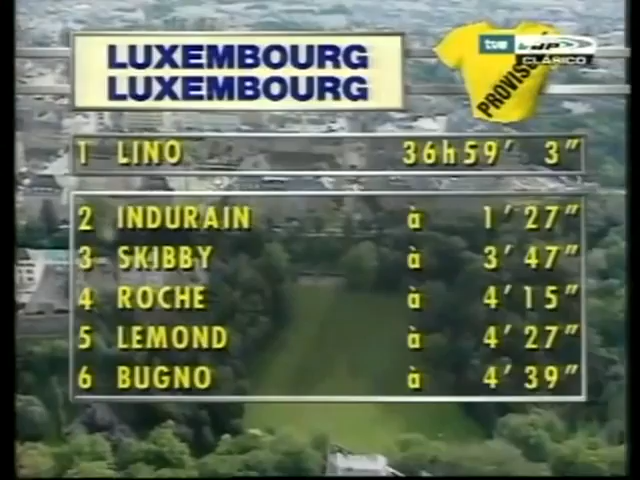 LUXEMBOURG
LUXEMBOURG
tve
CLÁSICO
1 LINO 36h59' 3"
2 INDURAIN à 1'27"
3 SKIBBY à 3'47"
4 ROCHE à 4'15"
5 LEMOND à 4'27"
6 BUGNO à 4'39"